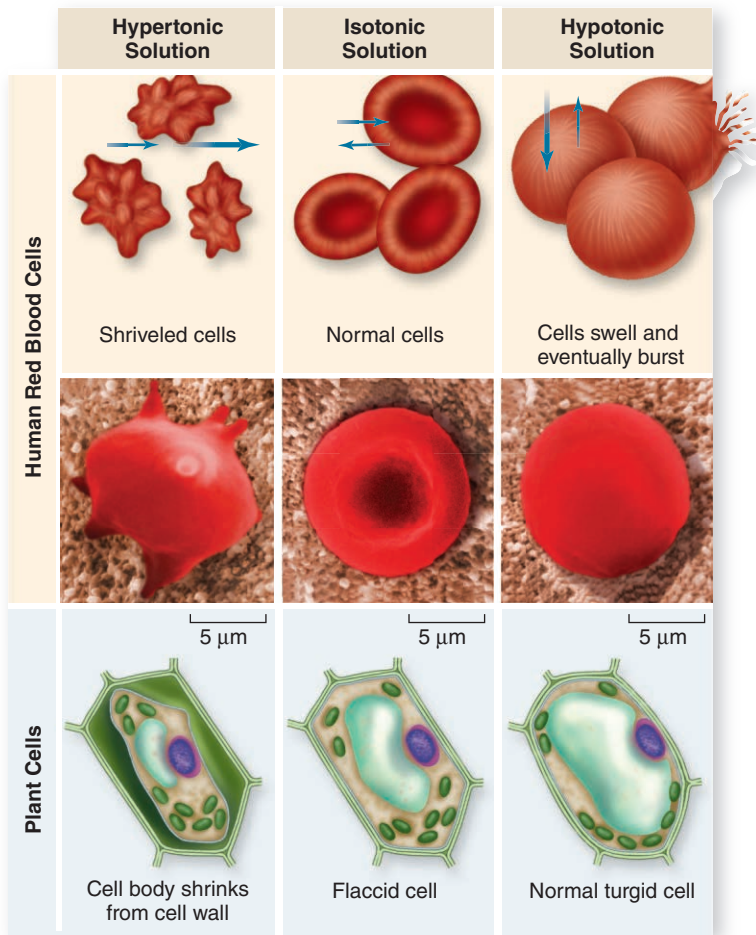 Hypertonic
Solution
Isotonic
Solution
Hypotonic
Solution
Human Red Blood Cells
Shriveled cells
Normal cells
Cells swell and
eventually burst
5 μm
5 μm
5 μm
Plant Cells
Cell body shrinks
from cell wall
Flaccid cell
Normal turgid cell